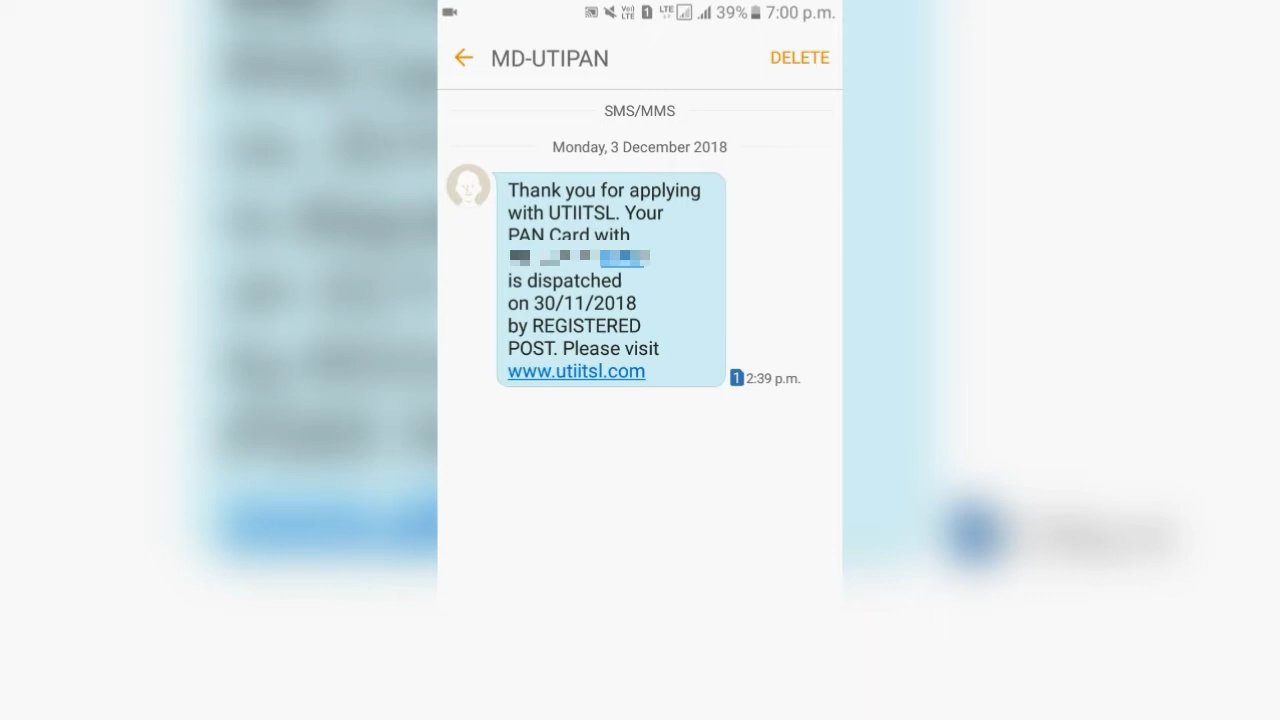 VoLTE LTE 39% 7:00 p.m.
MD-UTIPAN
DELETE
SMS/MMS
Monday, 3 December 2018
Thank you for applying
with UTIITSL. Your
PAN Card with
is dispatched
on 30/11/2018
by REGISTERED
POST. Please visit
www.utiitsl.com
1 2:39 p.m.